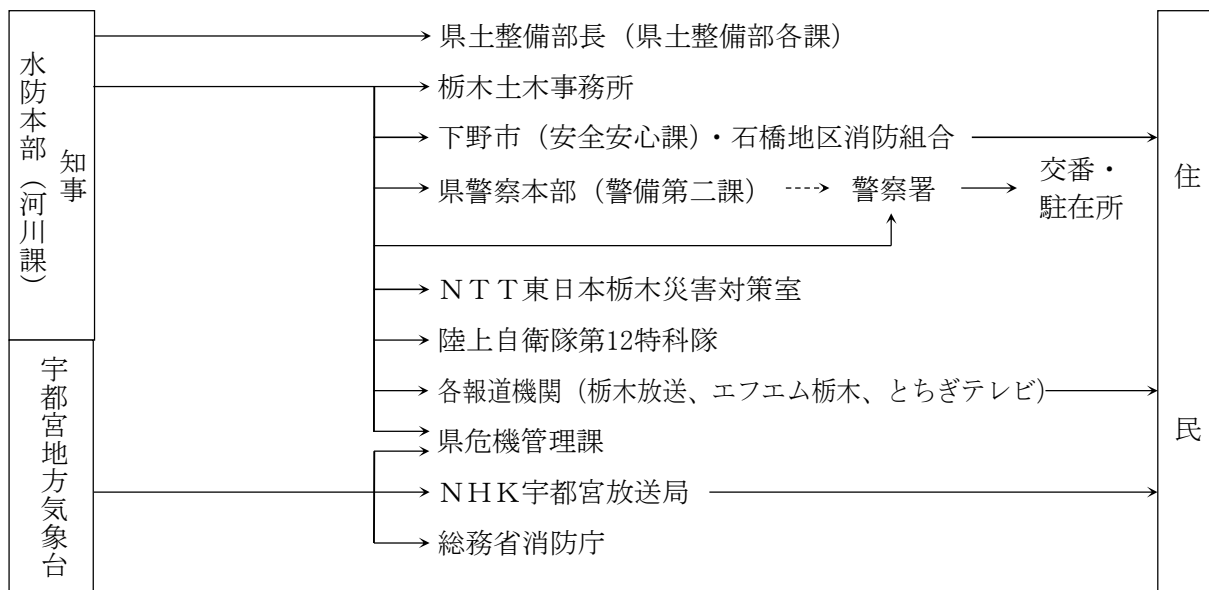 水防本部（河川課）
知事
宇都宮地方気象台
県土整備部長（県土整備部各課）
栃木土木事務所
下野市（安全安心課）・石橋地区消防組合
県警察本部（警備第二課）
警察署
交番・
駐在所
ＮＴＴ東日本栃木災害対策室
陸上自衛隊第12特科隊
各報道機関（栃木放送、エフエム栃木、とちぎテレビ）
県危機管理課
ＮＨＫ宇都宮放送局
総務省消防庁
住民